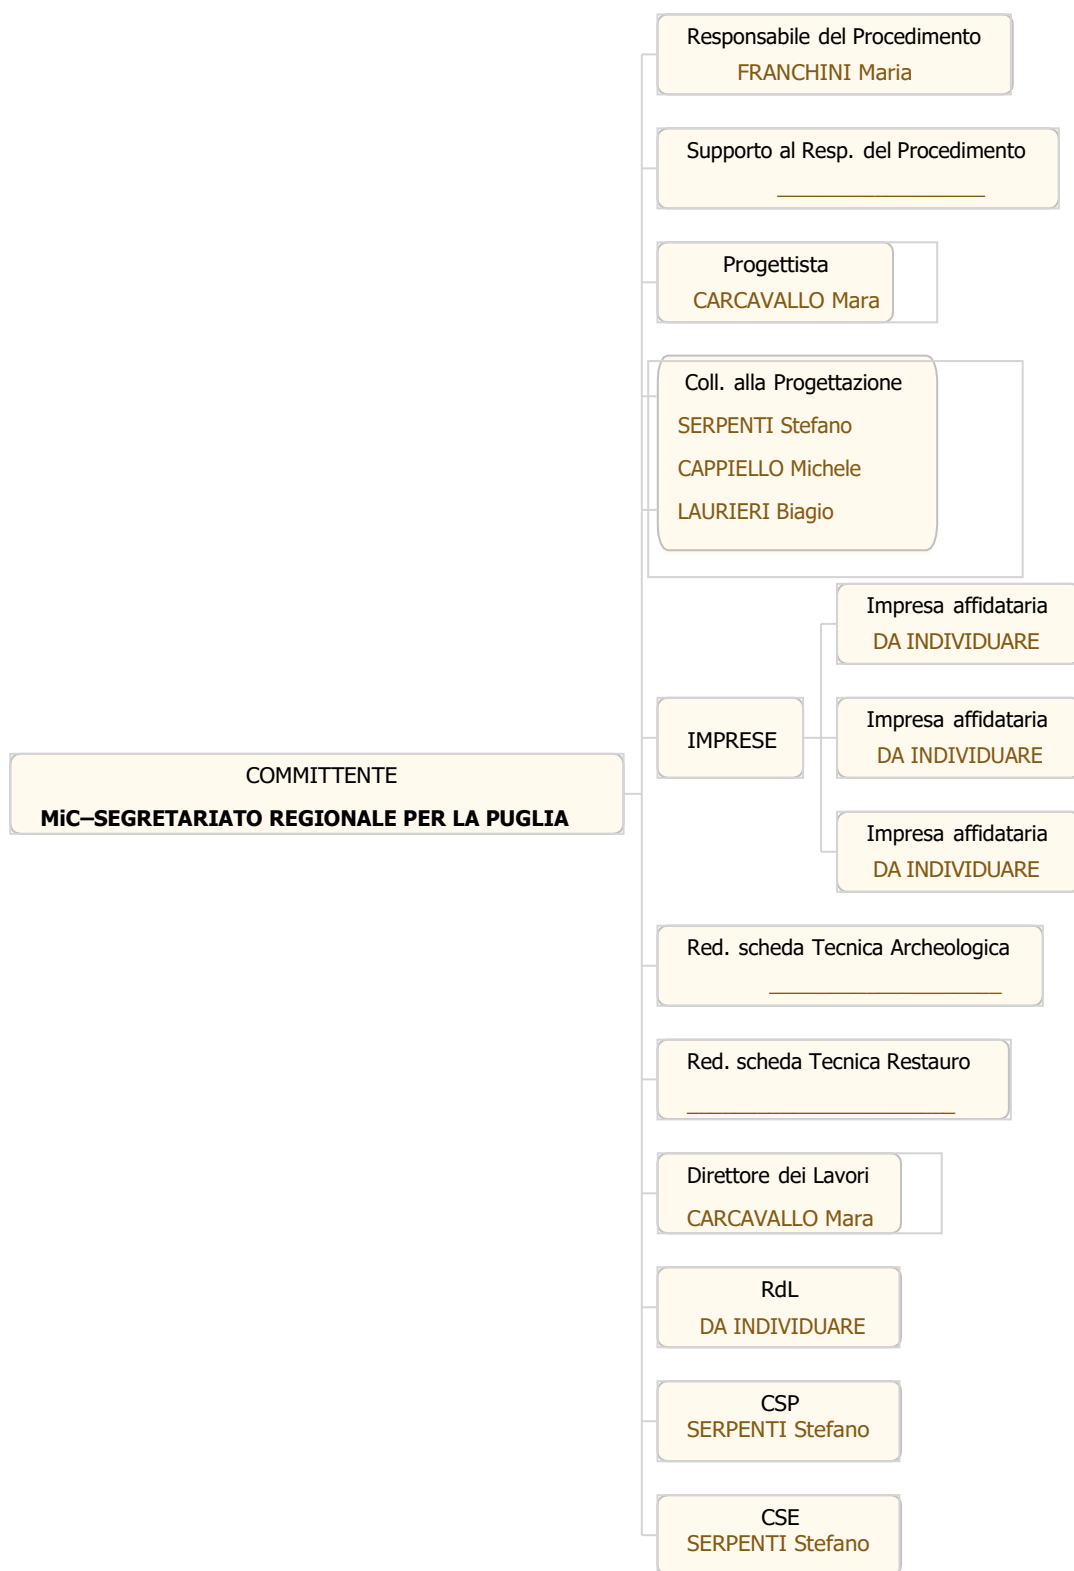 Responsabile del Procedimento
FRANCHINI Maria
Supporto al Resp. del Procedimento
___________________
Progettista
CARCAVALLO Mara
Coll. alla Progettazione
SERPENTI Stefano
CAPPIELLO Michele
LAURIERI Biagio
Impresa affidataria
DA INDIVIDUARE
IMPRESE
Impresa affidataria
DA INDIVIDUARE
COMMITTENTE
MiC–SEGRETARIATO REGIONALE PER LA PUGLIA
Impresa affidataria
DA INDIVIDUARE
Red. scheda Tecnica Archeologica
_____________________
Red. scheda Tecnica Restauro
________________________
Direttore dei Lavori
CARCAVALLO Mara
RdL
DA INDIVIDUARE
CSP
SERPENTI Stefano
CSE
SERPENTI Stefano